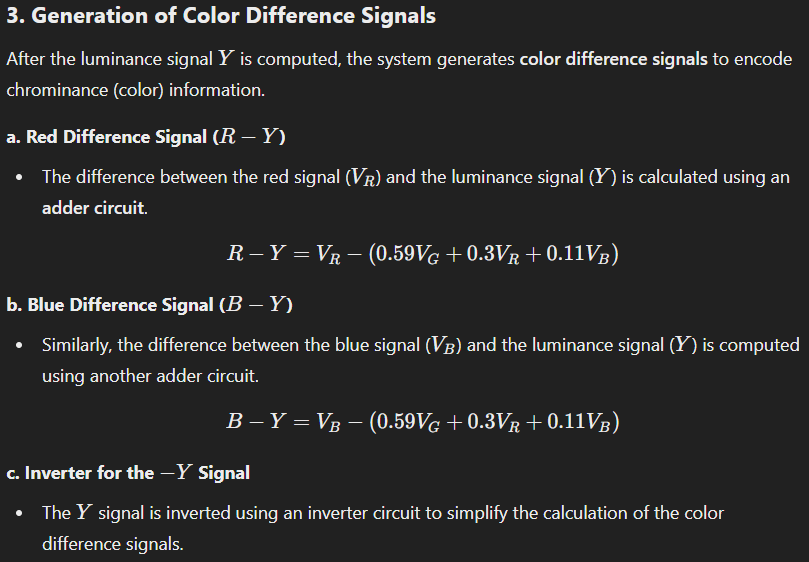 3. Generation of Color Difference Signals
After the luminance signal Y is computed, the system generates color difference signals to encode
chrominance (color) information.
a. Red Difference Signal (R − Y)
• The difference between the red signal (V_R) and the luminance signal (Y) is calculated using an
adder circuit.
R − Y = V_R − (0.59V_G + 0.3V_R + 0.11V_B)
b. Blue Difference Signal (B − Y)
• Similarly, the difference between the blue signal (V_B) and the luminance signal (Y) is computed
using another adder circuit.
B − Y = V_B − (0.59V_G + 0.3V_R + 0.11V_B)
c. Inverter for the −Y Signal
• The Y signal is inverted using an inverter circuit to simplify the calculation of the color
difference signals.